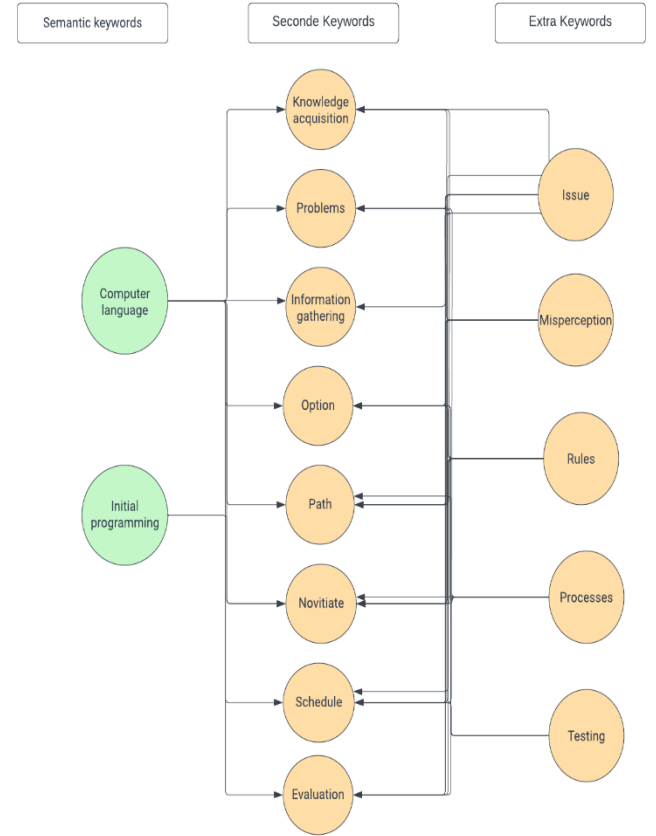 Semantic keywords
Seconde Keywords
Extra Keywords
Knowledge
acquisition
Problems
Issue
Computer
language
Information
gathering
Misperception
Option
Rules
Initial
programming
Path
Novitiate
Processes
Schedule
Testing
Evaluation